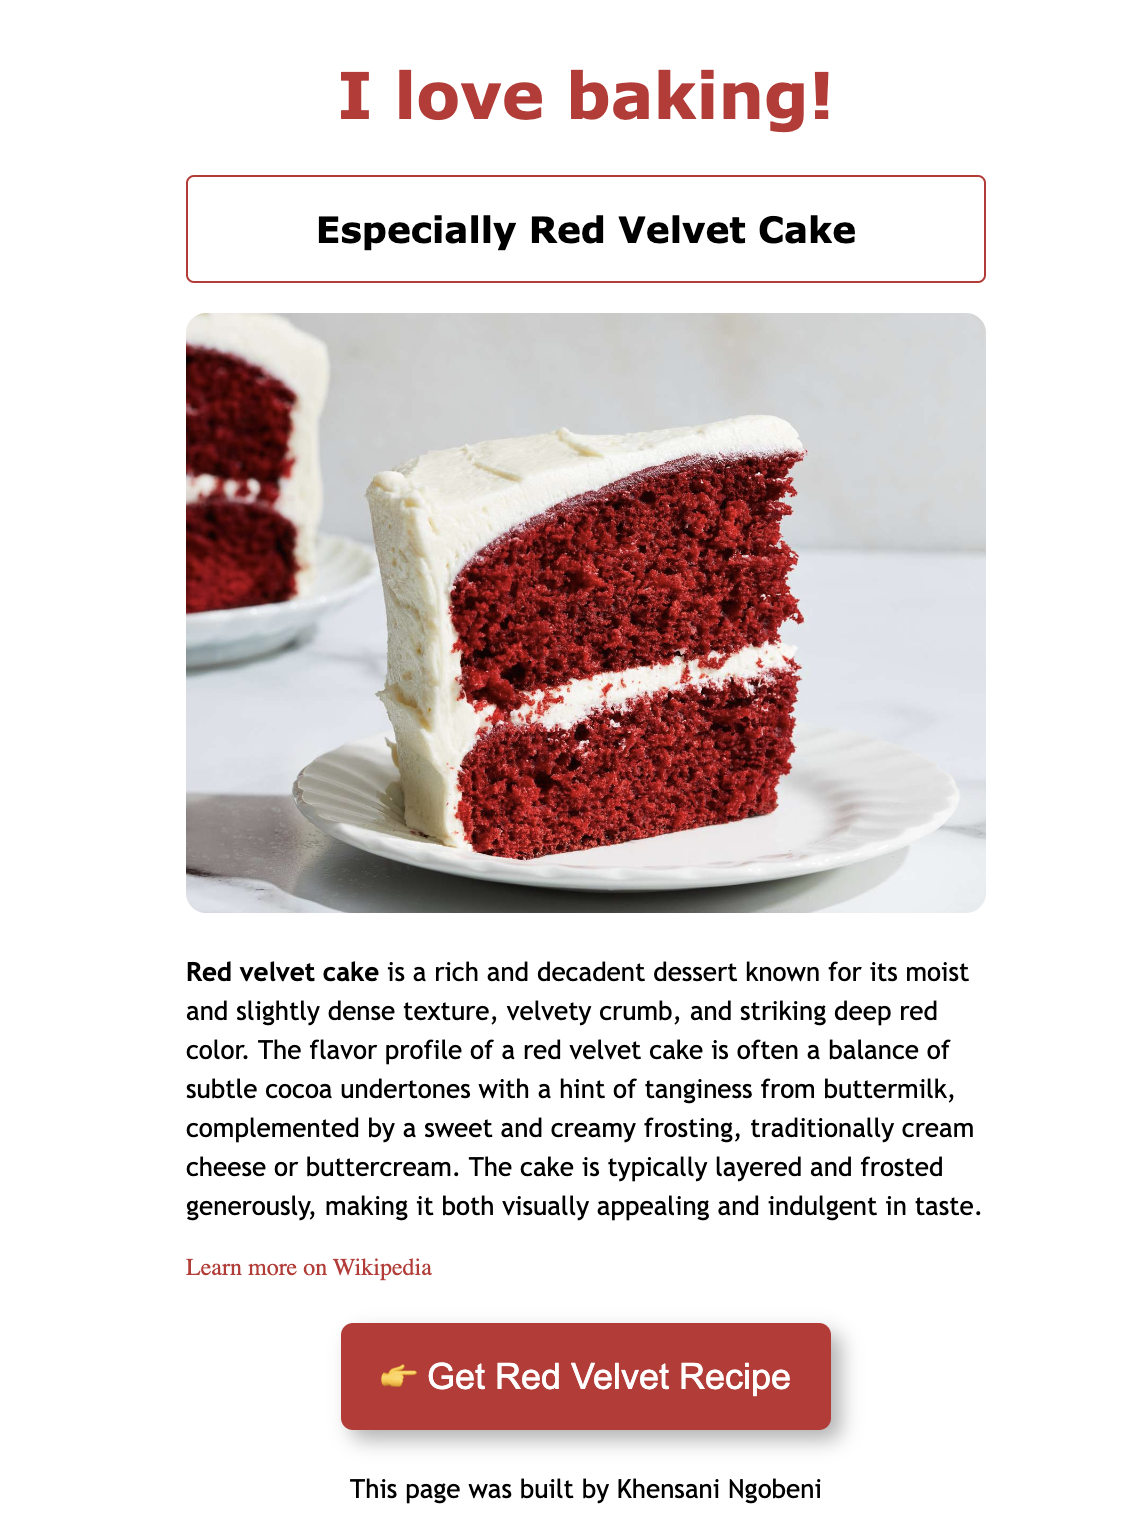 I love baking!
Especially Red Velvet Cake
Red velvet cake is a rich and decadent dessert known for its moist
and slightly dense texture, velvety crumb, and striking deep red
color. The flavor profile of a red velvet cake is often a balance of
subtle cocoa undertones with a hint of tanginess from buttermilk,
complemented by a sweet and creamy frosting, traditionally cream
cheese or buttercream. The cake is typically layered and frosted
generously, making it both visually appealing and indulgent in taste.
Learn more on Wikipedia
👉 Get Red Velvet Recipe
This page was built by Khensani Ngobeni